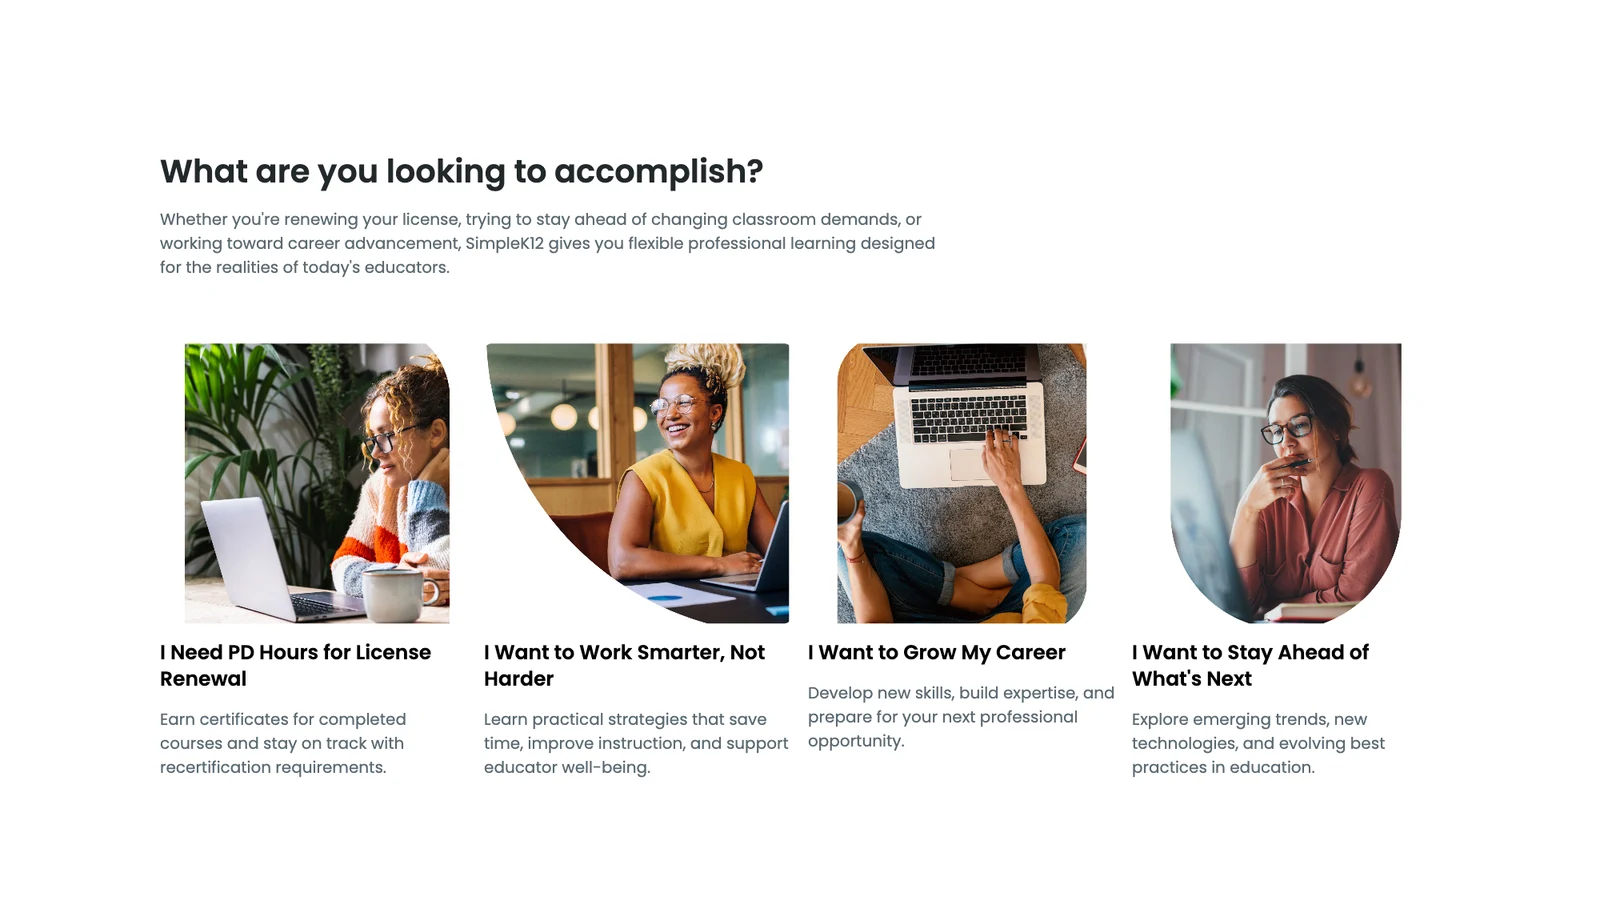 What are you looking to accomplish?
Whether you're renewing your license, trying to stay ahead of changing classroom demands, or
working toward career advancement, SimpleK12 gives you flexible professional learning designed
for the realities of today's educators.
I Need PD Hours for License
Renewal
Earn certificates for completed
courses and stay on track with
recertification requirements.
I Want to Work Smarter, Not
Harder
Learn practical strategies that save
time, improve instruction, and support
educator well-being.
I Want to Grow My Career
Develop new skills, build expertise, and
prepare for your next professional
opportunity.
I Want to Stay Ahead of
What's Next
Explore emerging trends, new
technologies, and evolving best
practices in education.